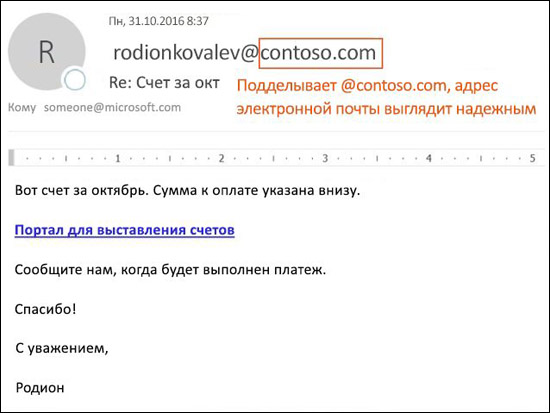 Пн, 31.10.2016 8:37
R
rodionkovalev@contoso.com
Re: Счет за окт
Подделывает @contoso.com, адрес
электронной почты выглядит надежным
Кому someone@microsoft.com
1 2 3 4 5
Вот счет за октябрь. Сумма к оплате указана внизу.
Портал для выставления счетов
Сообщите нам, когда будет выполнен платеж.
Спасибо!
С уважением,
Родион